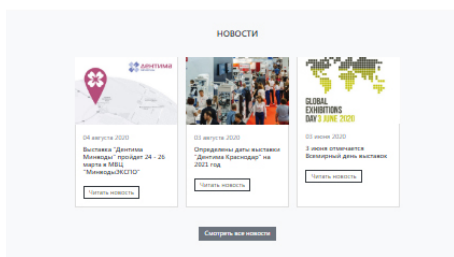 НОВОСТИ
ДЕНТИМА
GLOBAL
EXHIBITIONS
DAY 3 JUNE 2020
04 августа 2020
Выставка "Дентима
Минводы" пройдет 24 - 26
марта в МВЦ
"МинводыЭКСПО"
Читать новость
03 августа 2020
Определены даты выставки
"Дентима Краснодар" на
2021 год
Читать новость
03 июня 2020
3 июня отмечается
Всемирный день выставок
Читать новость
Смотреть все новости